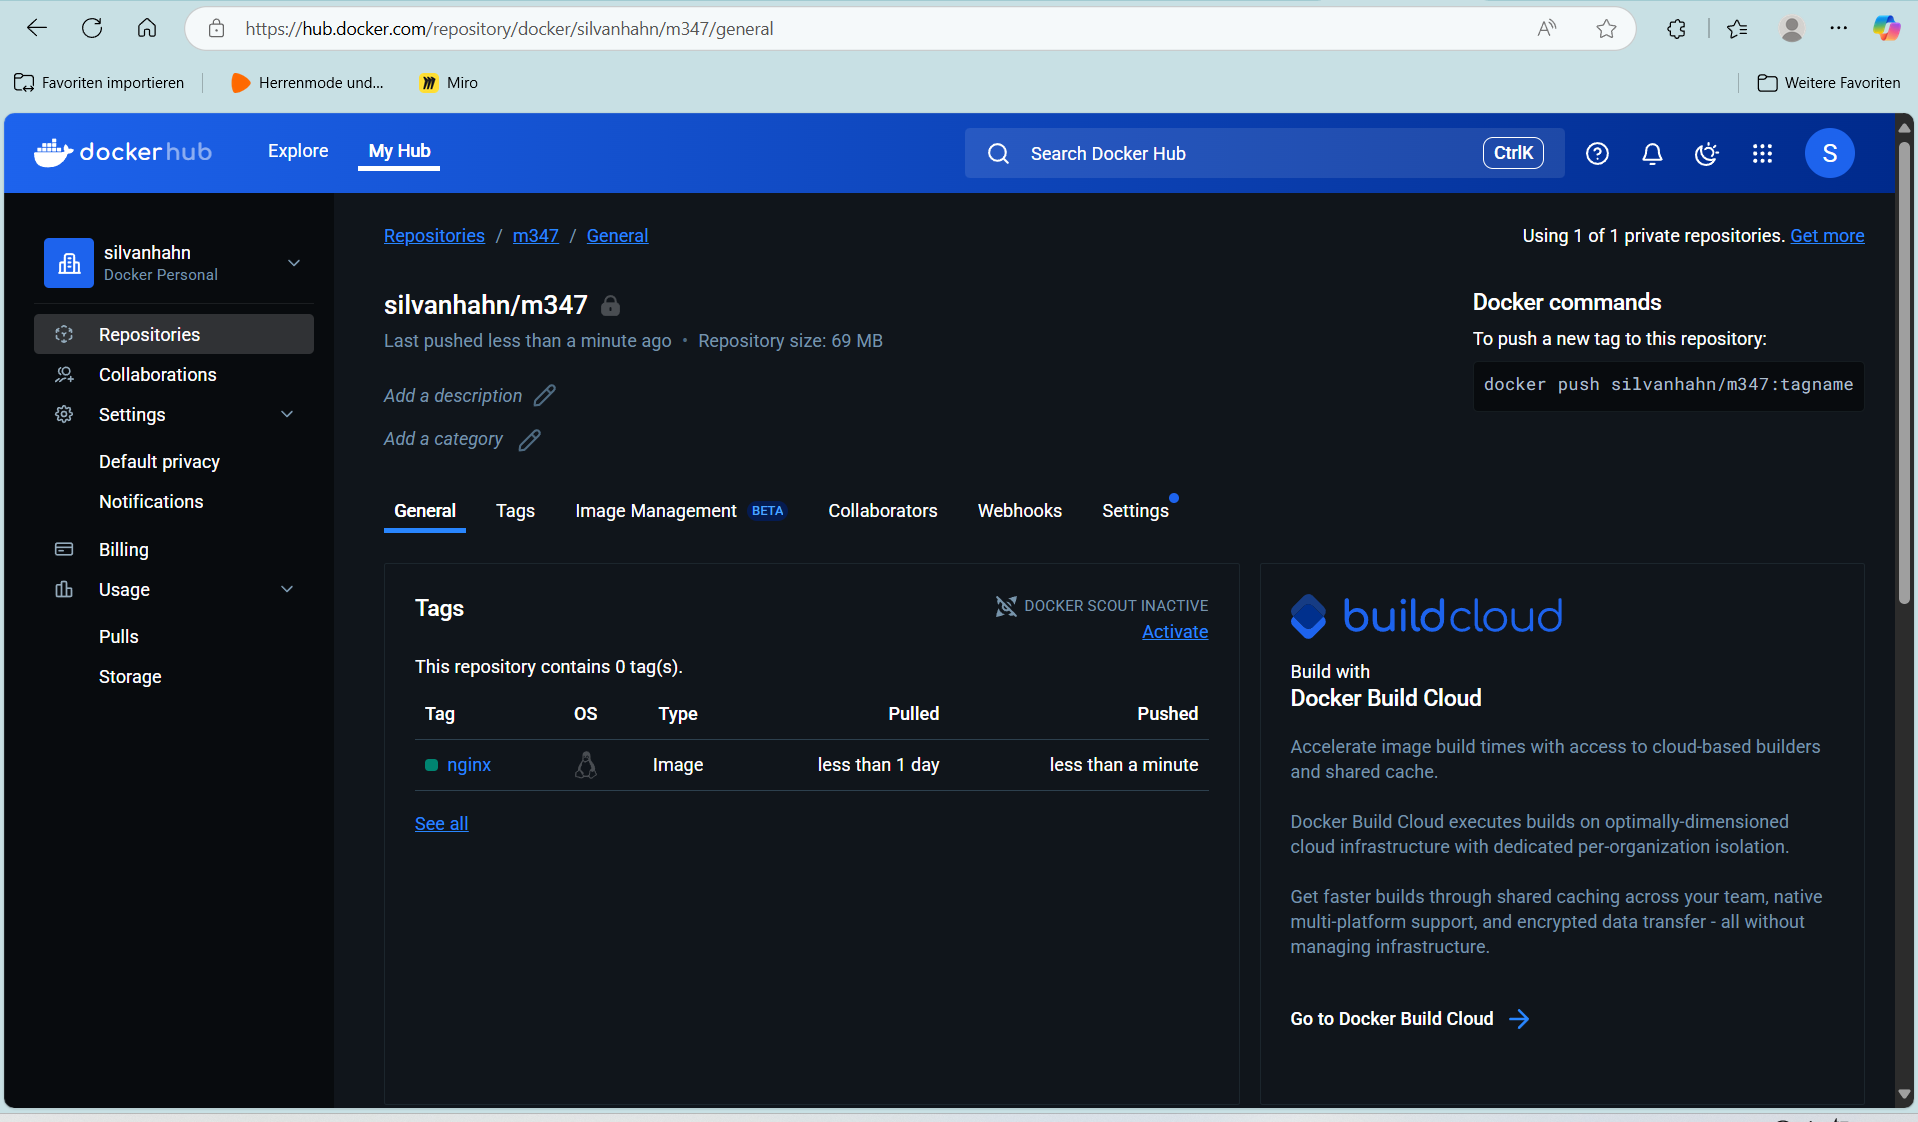 https://hub.docker.com/repository/docker/silvanhahn/m347/general
Favoriten importieren
Herrenmode und...
Miro
Weitere Favoriten
dockerhub
Explore
My Hub
Search Docker Hub
CtrlK
S
silvanhahn
Docker Personal
Repositories
Collaborations
Settings
Default privacy
Notifications
Billing
Usage
Pulls
Storage
Repositories / m347 / General
Using 1 of 1 private repositories. Get more
silvanhahn/m347
Last pushed less than a minute ago • Repository size: 69 MB
Add a description
Add a category
Docker commands
To push a new tag to this repository:
docker push silvanhahn/m347:tagname
General
Tags
Image Management BETA
Collaborators
Webhooks
Settings
Tags
DOCKER SCOUT INACTIVE
Activate
This repository contains 0 tag(s).
Tag OS Type Pulled Pushed
nginx Image less than 1 day less than a minute
See all
buildcloud
Build with
Docker Build Cloud
Accelerate image build times with access to cloud-based builders
and shared cache.
Docker Build Cloud executes builds on optimally-dimensioned
cloud infrastructure with dedicated per-organization isolation.
Get faster builds through shared caching across your team, native
multi-platform support, and encrypted data transfer - all without
managing infrastructure.
Go to Docker Build Cloud